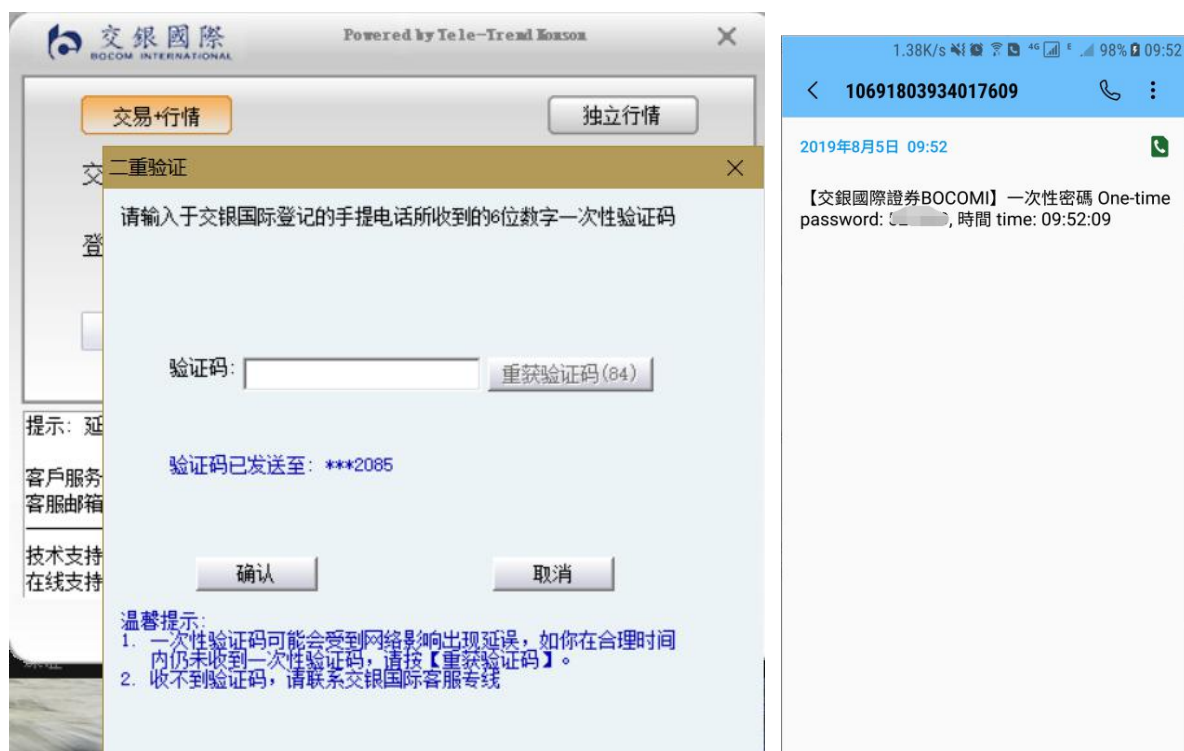 交銀國際
BOCOM INTERNATIONAL
Powered by Tele-Trend Konson
交易+行情
独立行情
交
登
二重验证
请输入于交银国际登记的手提电话所收到的6位数字一次性验证码
验证码:
重获验证码(84)
验证码已发送至: ***2085
确认
取消
温馨提示:
1. 一次性验证码可能会受到网络影响出现延误，如你在合理时间
内仍未收到一次性验证码，请按【重获验证码】。
2. 收不到验证码，请联系交银国际客服专线
提示: 延
客戶服务
客服邮箱
技术支持
在线支持
1.38K/s
4G
E
98%
09:52
10691803934017609
2019年8月5日 09:52
【交銀國際證券BOCOMI】一次性密碼 One-time
password: , 時間 time: 09:52:09